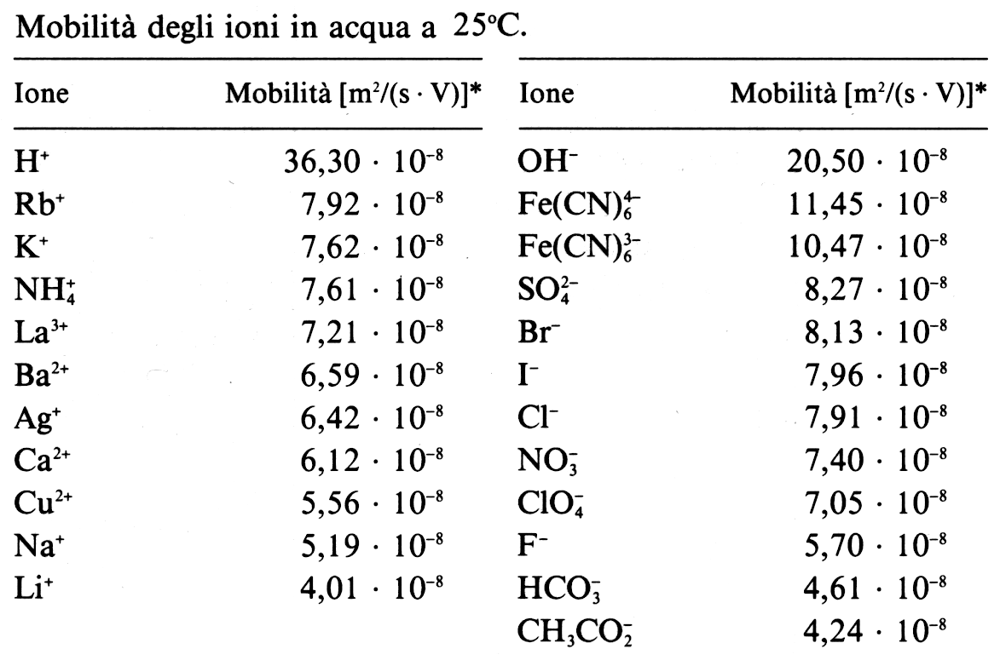 Mobilità degli ioni in acqua a 25°C.
Ione Mobilità [m²/(s · V)]* Ione Mobilità [m²/(s · V)]*
H⁺ 36,30 · 10⁻⁸ OH⁻ 20,50 · 10⁻⁸
Rb⁺ 7,92 · 10⁻⁸ Fe(CN)₆⁴⁻ 11,45 · 10⁻⁸
K⁺ 7,62 · 10⁻⁸ Fe(CN)₆³⁻ 10,47 · 10⁻⁸
NH₄⁺ 7,61 · 10⁻⁸ SO₄²⁻ 8,27 · 10⁻⁸
La³⁺ 7,21 · 10⁻⁸ Br⁻ 8,13 · 10⁻⁸
Ba²⁺ 6,59 · 10⁻⁸ I⁻ 7,96 · 10⁻⁸
Ag⁺ 6,42 · 10⁻⁸ Cl⁻ 7,91 · 10⁻⁸
Ca²⁺ 6,12 · 10⁻⁸ NO₃⁻ 7,40 · 10⁻⁸
Cu²⁺ 5,56 · 10⁻⁸ ClO₄⁻ 7,05 · 10⁻⁸
Na⁺ 5,19 · 10⁻⁸ F⁻ 5,70 · 10⁻⁸
Li⁺ 4,01 · 10⁻⁸ HCO₃⁻ 4,61 · 10⁻⁸
CH₃CO₂⁻ 4,24 · 10⁻⁸